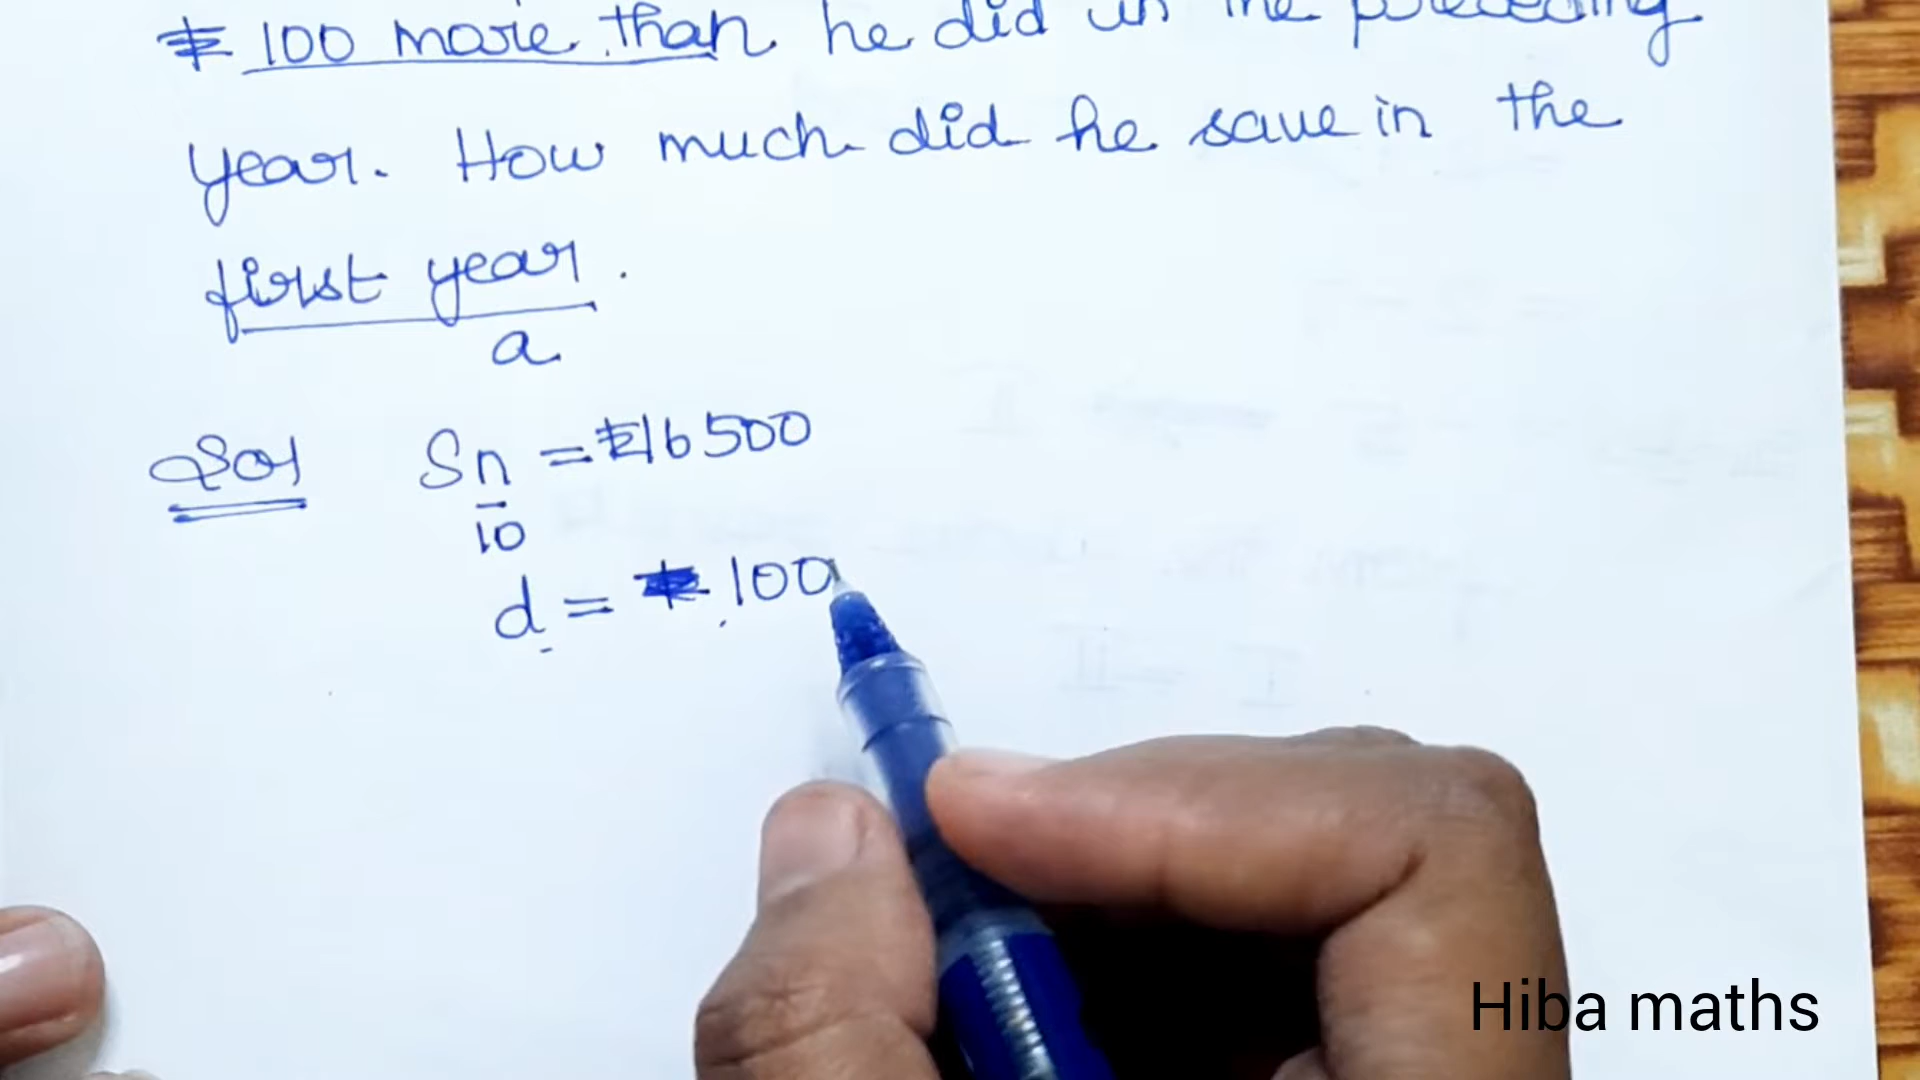 ₹ 100 more than he did in the preceding
year. How much did he save in the
first year.
a
Sol Sn = ₹16500
10
d = ₹ 100
Hiba maths